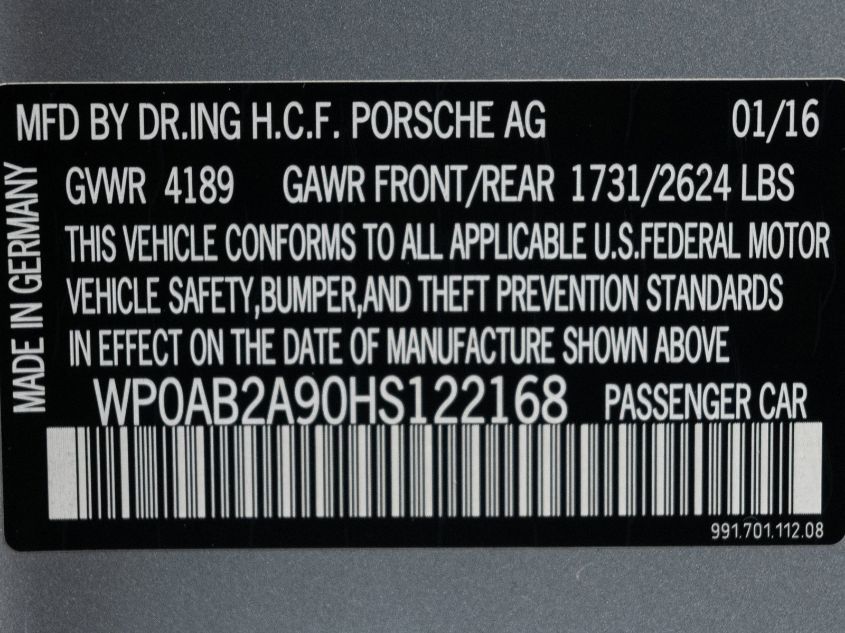 MFD BY DR.ING H.C.F. PORSCHE AG 01/16
GVWR 4189 GAWR FRONT/REAR 1731/2624 LBS
THIS VEHICLE CONFORMS TO ALL APPLICABLE U.S.FEDERAL MOTOR
VEHICLE SAFETY,BUMPER,AND THEFT PREVENTION STANDARDS
IN EFFECT ON THE DATE OF MANUFACTURE SHOWN ABOVE
WP0AB2A90HS122168 PASSENGER CAR
991.701.112.08
MADE IN GERMANY